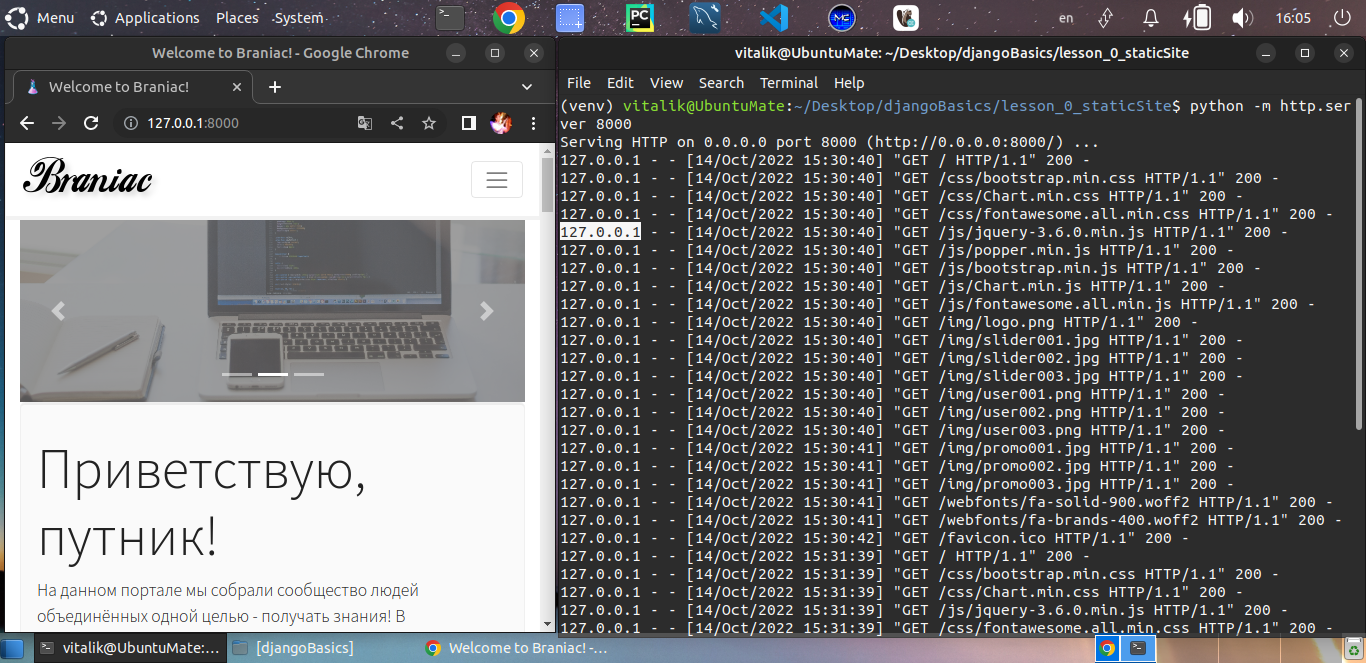 Menu Applications Places System en 16:05
Welcome to Braniac! - Google Chrome
Welcome to Braniac!
127.0.0.1:8000
Braniac
Приветствую,
путник!
На данном портале мы собрали сообщество людей
объединённых одной целью - получать знания! В
vitalik@UbuntuMate: ~/Desktop/djangoBasics/lesson_0_staticSite
File Edit View Search Terminal Help
(venv) vitalik@UbuntuMate:~/Desktop/djangoBasics/lesson_0_staticSite$ python -m http.ser
ver 8000
Serving HTTP on 0.0.0.0 port 8000 (http://0.0.0.0:8000/) ...
127.0.0.1 - - [14/Oct/2022 15:30:40] "GET / HTTP/1.1" 200 -
127.0.0.1 - - [14/Oct/2022 15:30:40] "GET /css/bootstrap.min.css HTTP/1.1" 200 -
127.0.0.1 - - [14/Oct/2022 15:30:40] "GET /css/Chart.min.css HTTP/1.1" 200 -
127.0.0.1 - - [14/Oct/2022 15:30:40] "GET /css/fontawesome.all.min.css HTTP/1.1" 200 -
127.0.0.1 - - [14/Oct/2022 15:30:40] "GET /js/jquery-3.6.0.min.js HTTP/1.1" 200 -
127.0.0.1 - - [14/Oct/2022 15:30:40] "GET /js/popper.min.js HTTP/1.1" 200 -
127.0.0.1 - - [14/Oct/2022 15:30:40] "GET /js/bootstrap.min.js HTTP/1.1" 200 -
127.0.0.1 - - [14/Oct/2022 15:30:40] "GET /js/Chart.min.js HTTP/1.1" 200 -
127.0.0.1 - - [14/Oct/2022 15:30:40] "GET /js/fontawesome.all.min.js HTTP/1.1" 200 -
127.0.0.1 - - [14/Oct/2022 15:30:40] "GET /img/logo.png HTTP/1.1" 200 -
127.0.0.1 - - [14/Oct/2022 15:30:40] "GET /img/slider001.jpg HTTP/1.1" 200 -
127.0.0.1 - - [14/Oct/2022 15:30:40] "GET /img/slider002.jpg HTTP/1.1" 200 -
127.0.0.1 - - [14/Oct/2022 15:30:40] "GET /img/slider003.jpg HTTP/1.1" 200 -
127.0.0.1 - - [14/Oct/2022 15:30:40] "GET /img/user001.png HTTP/1.1" 200 -
127.0.0.1 - - [14/Oct/2022 15:30:40] "GET /img/user002.png HTTP/1.1" 200 -
127.0.0.1 - - [14/Oct/2022 15:30:40] "GET /img/user003.png HTTP/1.1" 200 -
127.0.0.1 - - [14/Oct/2022 15:30:41] "GET /img/promo001.jpg HTTP/1.1" 200 -
127.0.0.1 - - [14/Oct/2022 15:30:41] "GET /img/promo002.jpg HTTP/1.1" 200 -
127.0.0.1 - - [14/Oct/2022 15:30:41] "GET /img/promo003.jpg HTTP/1.1" 200 -
127.0.0.1 - - [14/Oct/2022 15:30:41] "GET /webfonts/fa-solid-900.woff2 HTTP/1.1" 200 -
127.0.0.1 - - [14/Oct/2022 15:30:41] "GET /webfonts/fa-brands-400.woff2 HTTP/1.1" 200 -
127.0.0.1 - - [14/Oct/2022 15:30:42] "GET /favicon.ico HTTP/1.1" 200 -
127.0.0.1 - - [14/Oct/2022 15:31:39] "GET / HTTP/1.1" 200 -
127.0.0.1 - - [14/Oct/2022 15:31:39] "GET /css/bootstrap.min.css HTTP/1.1" 200 -
127.0.0.1 - - [14/Oct/2022 15:31:39] "GET /css/Chart.min.css HTTP/1.1" 200 -
127.0.0.1 - - [14/Oct/2022 15:31:39] "GET /js/jquery-3.6.0.min.js HTTP/1.1" 200 -
127.0.0.1 - - [14/Oct/2022 15:31:39] "GET /css/fontawesome.all.min.css HTTP/1.1" 200 -
vitalik@UbuntuMate:... [djangoBasics] Welcome to Braniac! -...